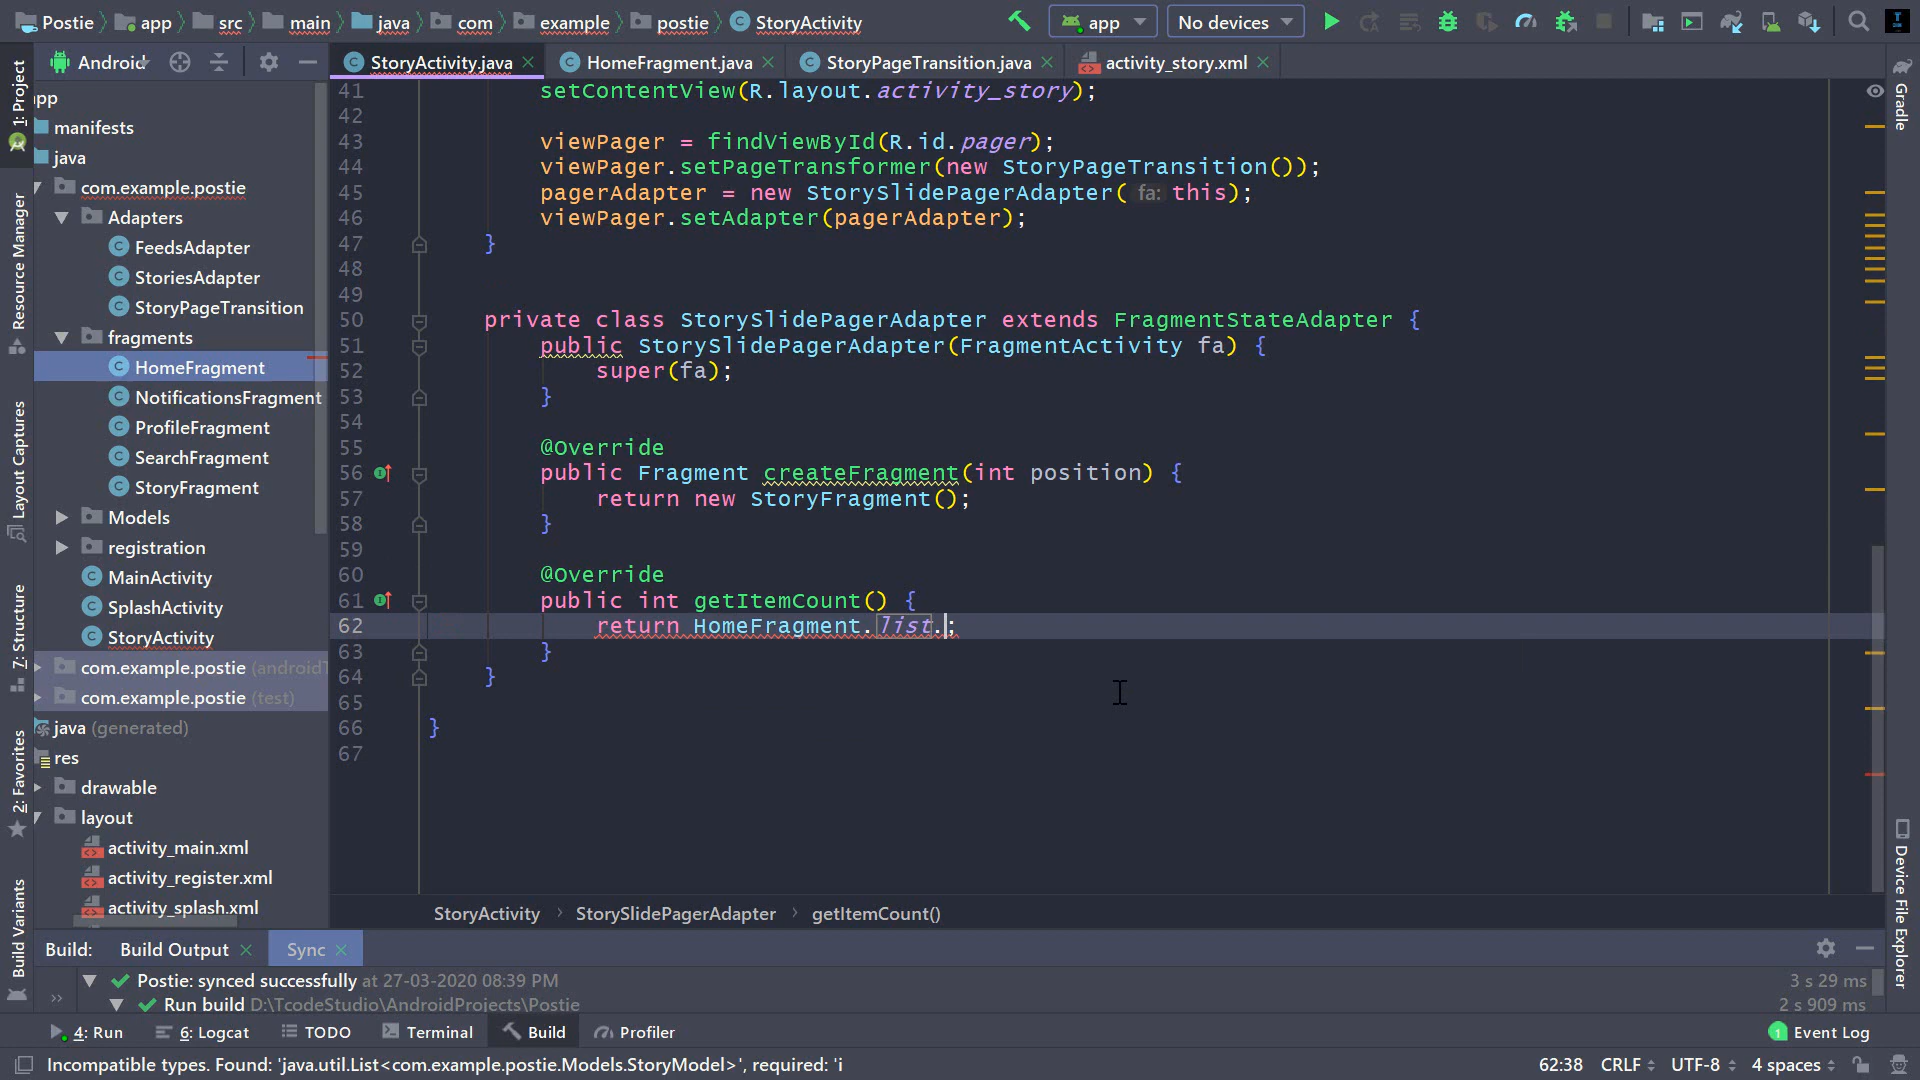 Postie app src main java com example postie StoryActivity app No devices
Android StoryActivity.java HomeFragment.java StoryPageTransition.java activity_story.xml
1: Project
Resource Manager
Layout Captures
7: Structure
2: Favorites
Build Variants
app
manifests
java
com.example.postie
Adapters
FeedsAdapter
StoriesAdapter
StoryPageTransition
fragments
HomeFragment
NotificationsFragment
ProfileFragment
SearchFragment
StoryFragment
Models
registration
MainActivity
SplashActivity
StoryActivity
com.example.postie (androidT
com.example.postie (test)
java (generated)
res
drawable
layout
activity_main.xml
activity_register.xml
activity_splash.xml
41 setContentView(R.layout.activity_story);
42
43 viewPager = findViewById(R.id.pager);
44 viewPager.setPageTransformer(new StoryPageTransition());
45 pagerAdapter = new StorySlidePagerAdapter( fa: this);
46 viewPager.setAdapter(pagerAdapter);
47 }
48
49
50 private class StorySlidePagerAdapter extends FragmentStateAdapter {
51 public StorySlidePagerAdapter(FragmentActivity fa) {
52 super(fa);
53 }
54
55 @Override
56 public Fragment createFragment(int position) {
57 return new StoryFragment();
58 }
59
60 @Override
61 public int getItemCount() {
62 return HomeFragment.list.;
63 }
64 }
65
66 }
67
Gradle
Device File Explorer
StoryActivity StorySlidePagerAdapter getItemCount()
Build: Build Output Sync
Postie: synced successfully at 27-03-2020 08:39 PM 3 s 29 ms
Run build D:\TcodeStudio\AndroidProjects\Postie 2 s 909 ms
4: Run 6: Logcat TODO Terminal Build Profiler 1 Event Log
Incompatible types. Found: 'java.util.List<com.example.postie.Models.StoryModel>', required: 'i 62:38 CRLF UTF-8 4 spaces